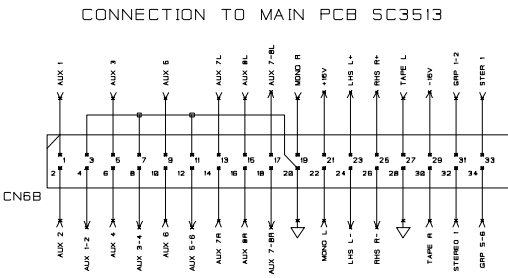 CONNECTION TO MAIN PCB SC3513
AUX 1
AUX 3
AUX 5
AUX 7L
AUX 8L
AUX 7-8L
MONO R
+16V
LHS L+
RHS R+
TAPE L
-16V
GRP 1-2
STER 1
1 3 5 7 9 11 13 15 17 19 21 23 25 27 29 31 33
2 4 6 8 10 12 14 16 18 20 22 24 26 28 30 32 34
CN6B
AUX 2
AUX 1-2
AUX 4
AUX 3-4
AUX 6
AUX 5-6
AUX 7R
AUX 8R
AUX 7-8R
MONO L
LHS L-
RHS R-
TAPE R
STEREO 1
GRP 5-6